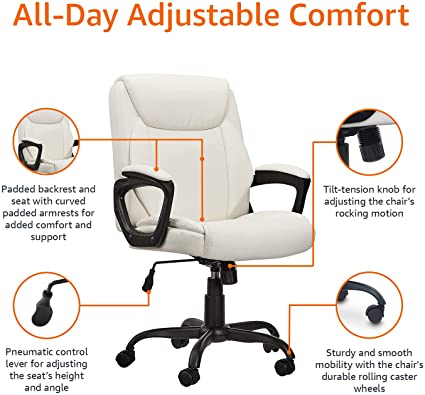 All-Day Adjustable Comfort
Padded backrest and
seat with curved
padded armrests for
added comfort and
support
Tilt-tension knob for
adjusting the chair's
rocking motion
Pneumatic control
lever for adjusting
the seat's height
and angle
Sturdy and smooth
mobility with the chair's
durable rolling caster
wheels